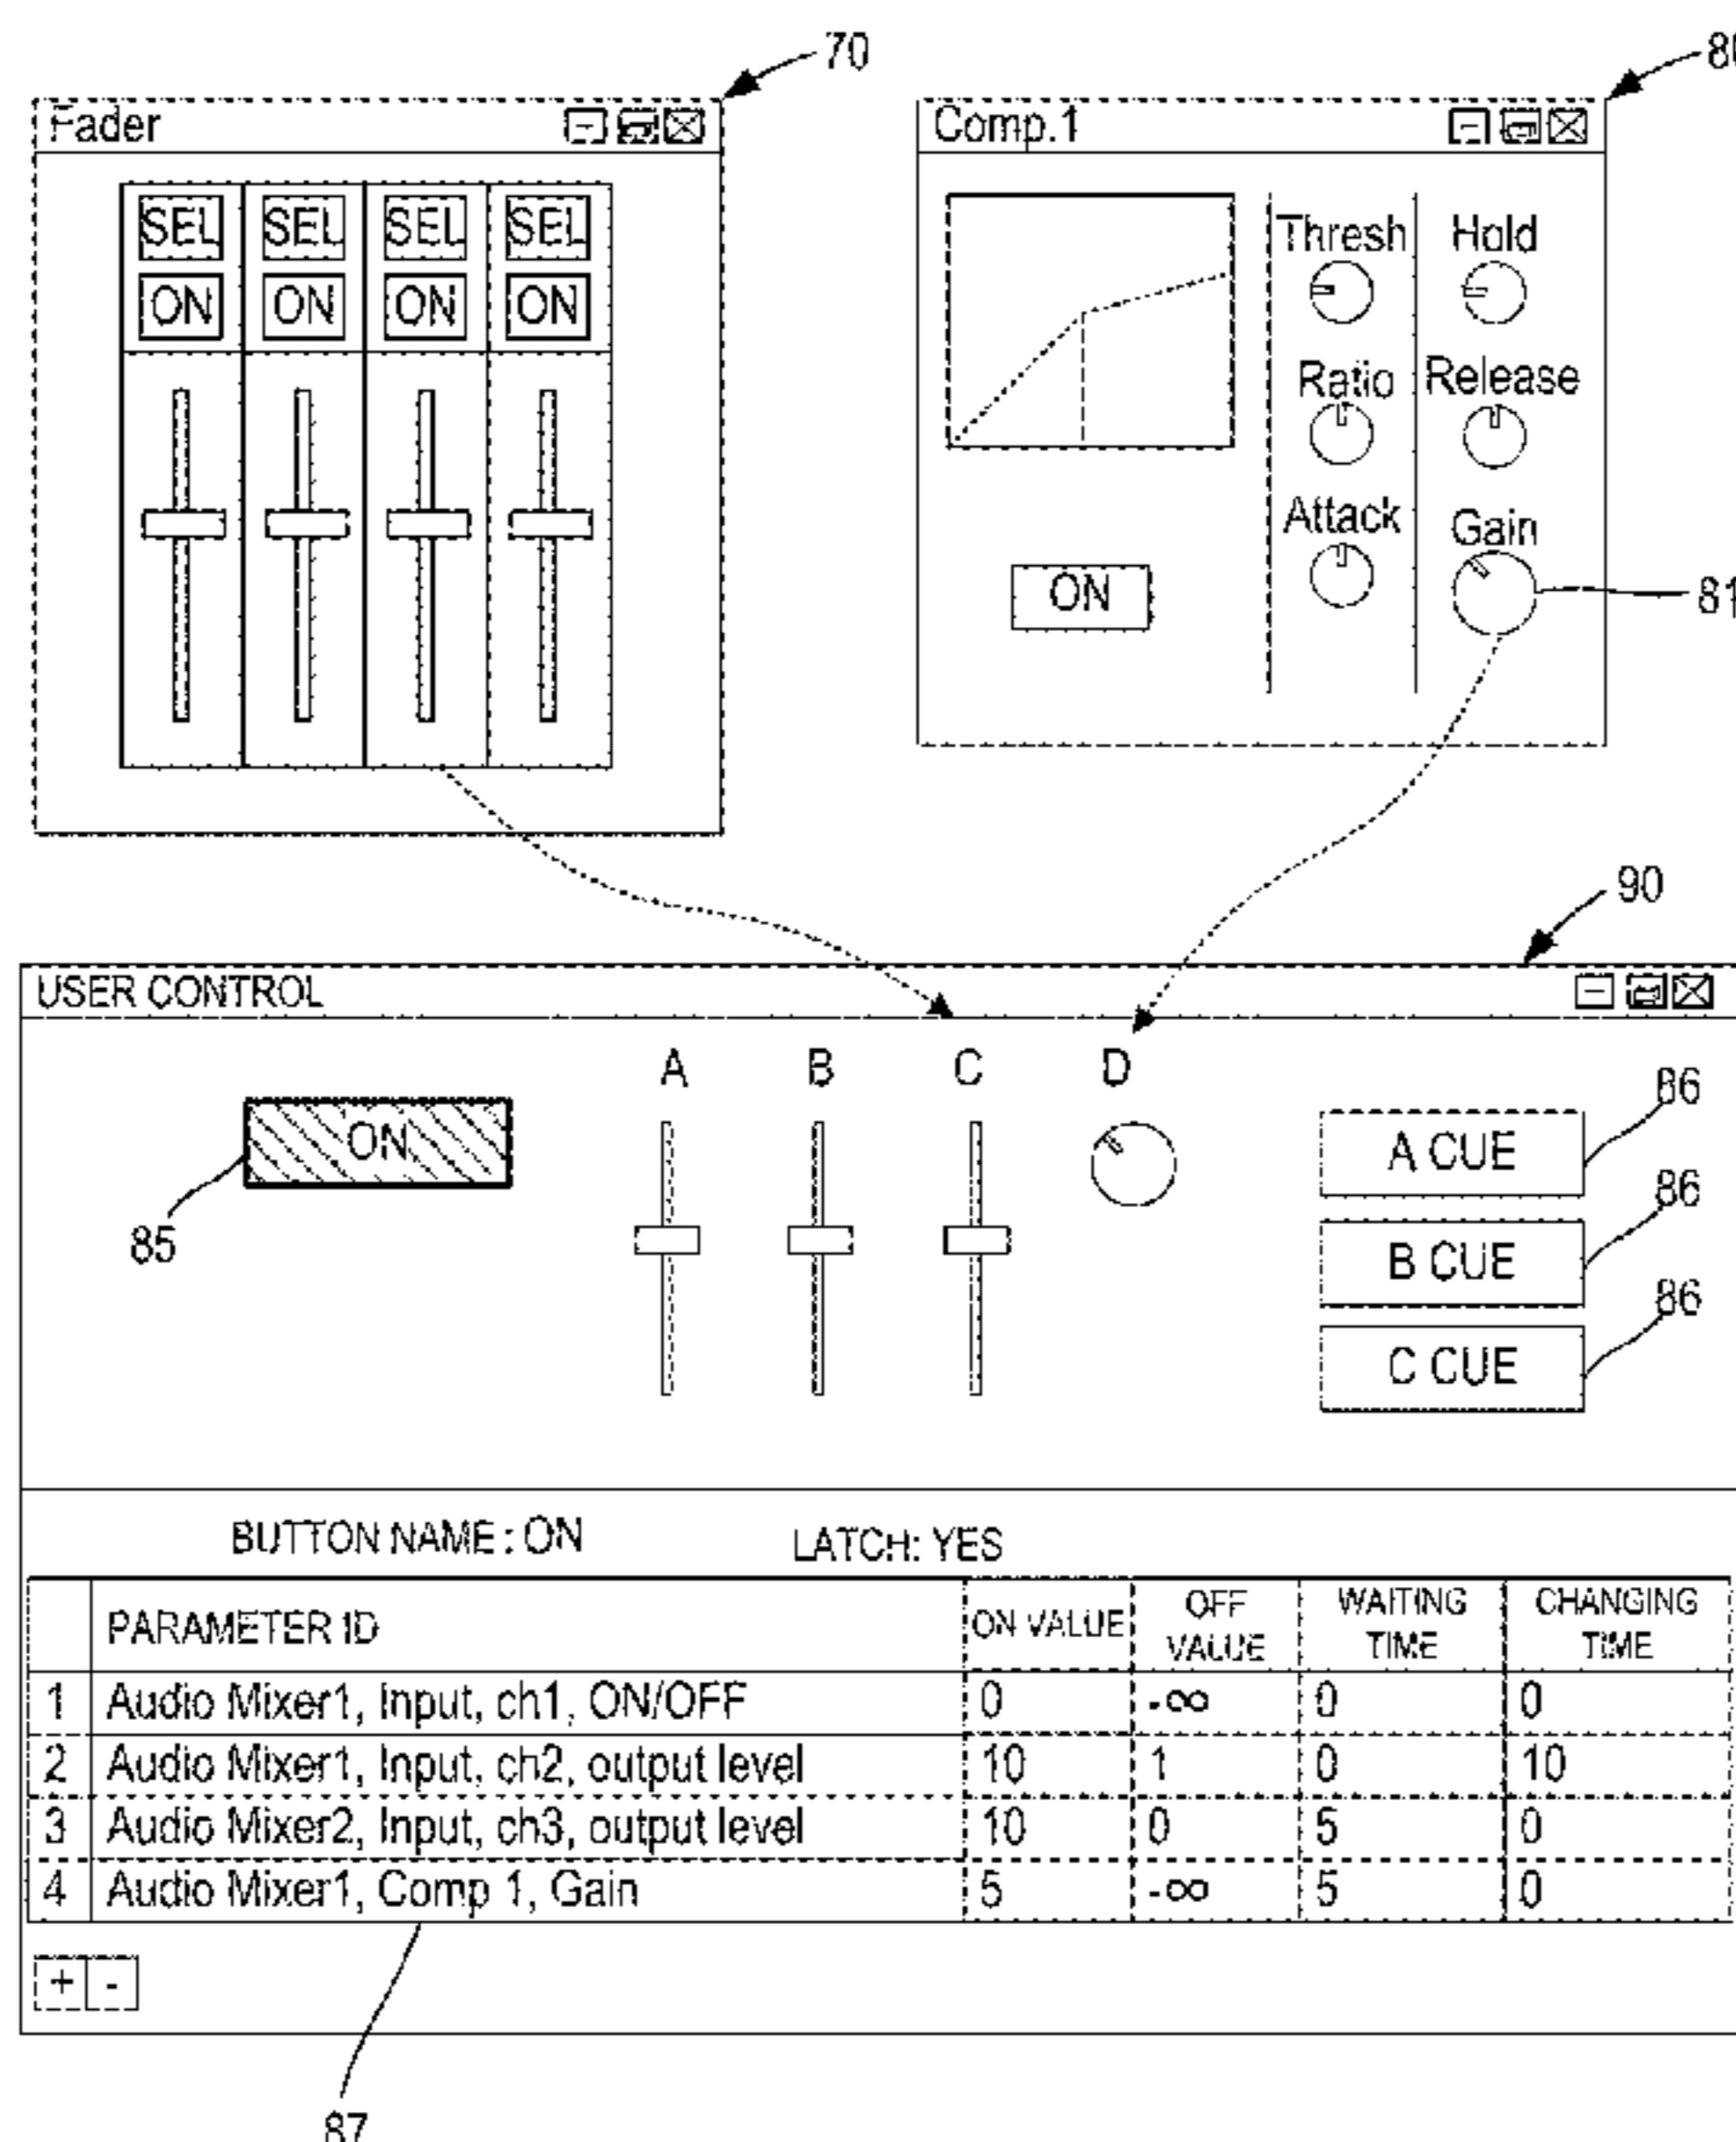 70
Fader
SEL SEL SEL SEL
ON ON ON ON
Comp.1
Thresh Hold
Ratio Release
Attack Gain
ON
81
90
USER CONTROL
A B C D
ON
85
A CUE
86
B CUE
86
C CUE
86
BUTTON NAME : ON LATCH: YES
PARAMETER ID ON VALUE OFF VALUE WAITING TIME CHANGING TIME
1 Audio Mixer1, Input, ch1, ON/OFF 0 -∞ 0 0
2 Audio Mixer1, Input, ch2, output level 10 1 0 10
3 Audio Mixer2, Input, ch3, output level 10 0 5 0
4 Audio Mixer1, Comp 1, Gain 5 -∞ 5 0
+ -
87